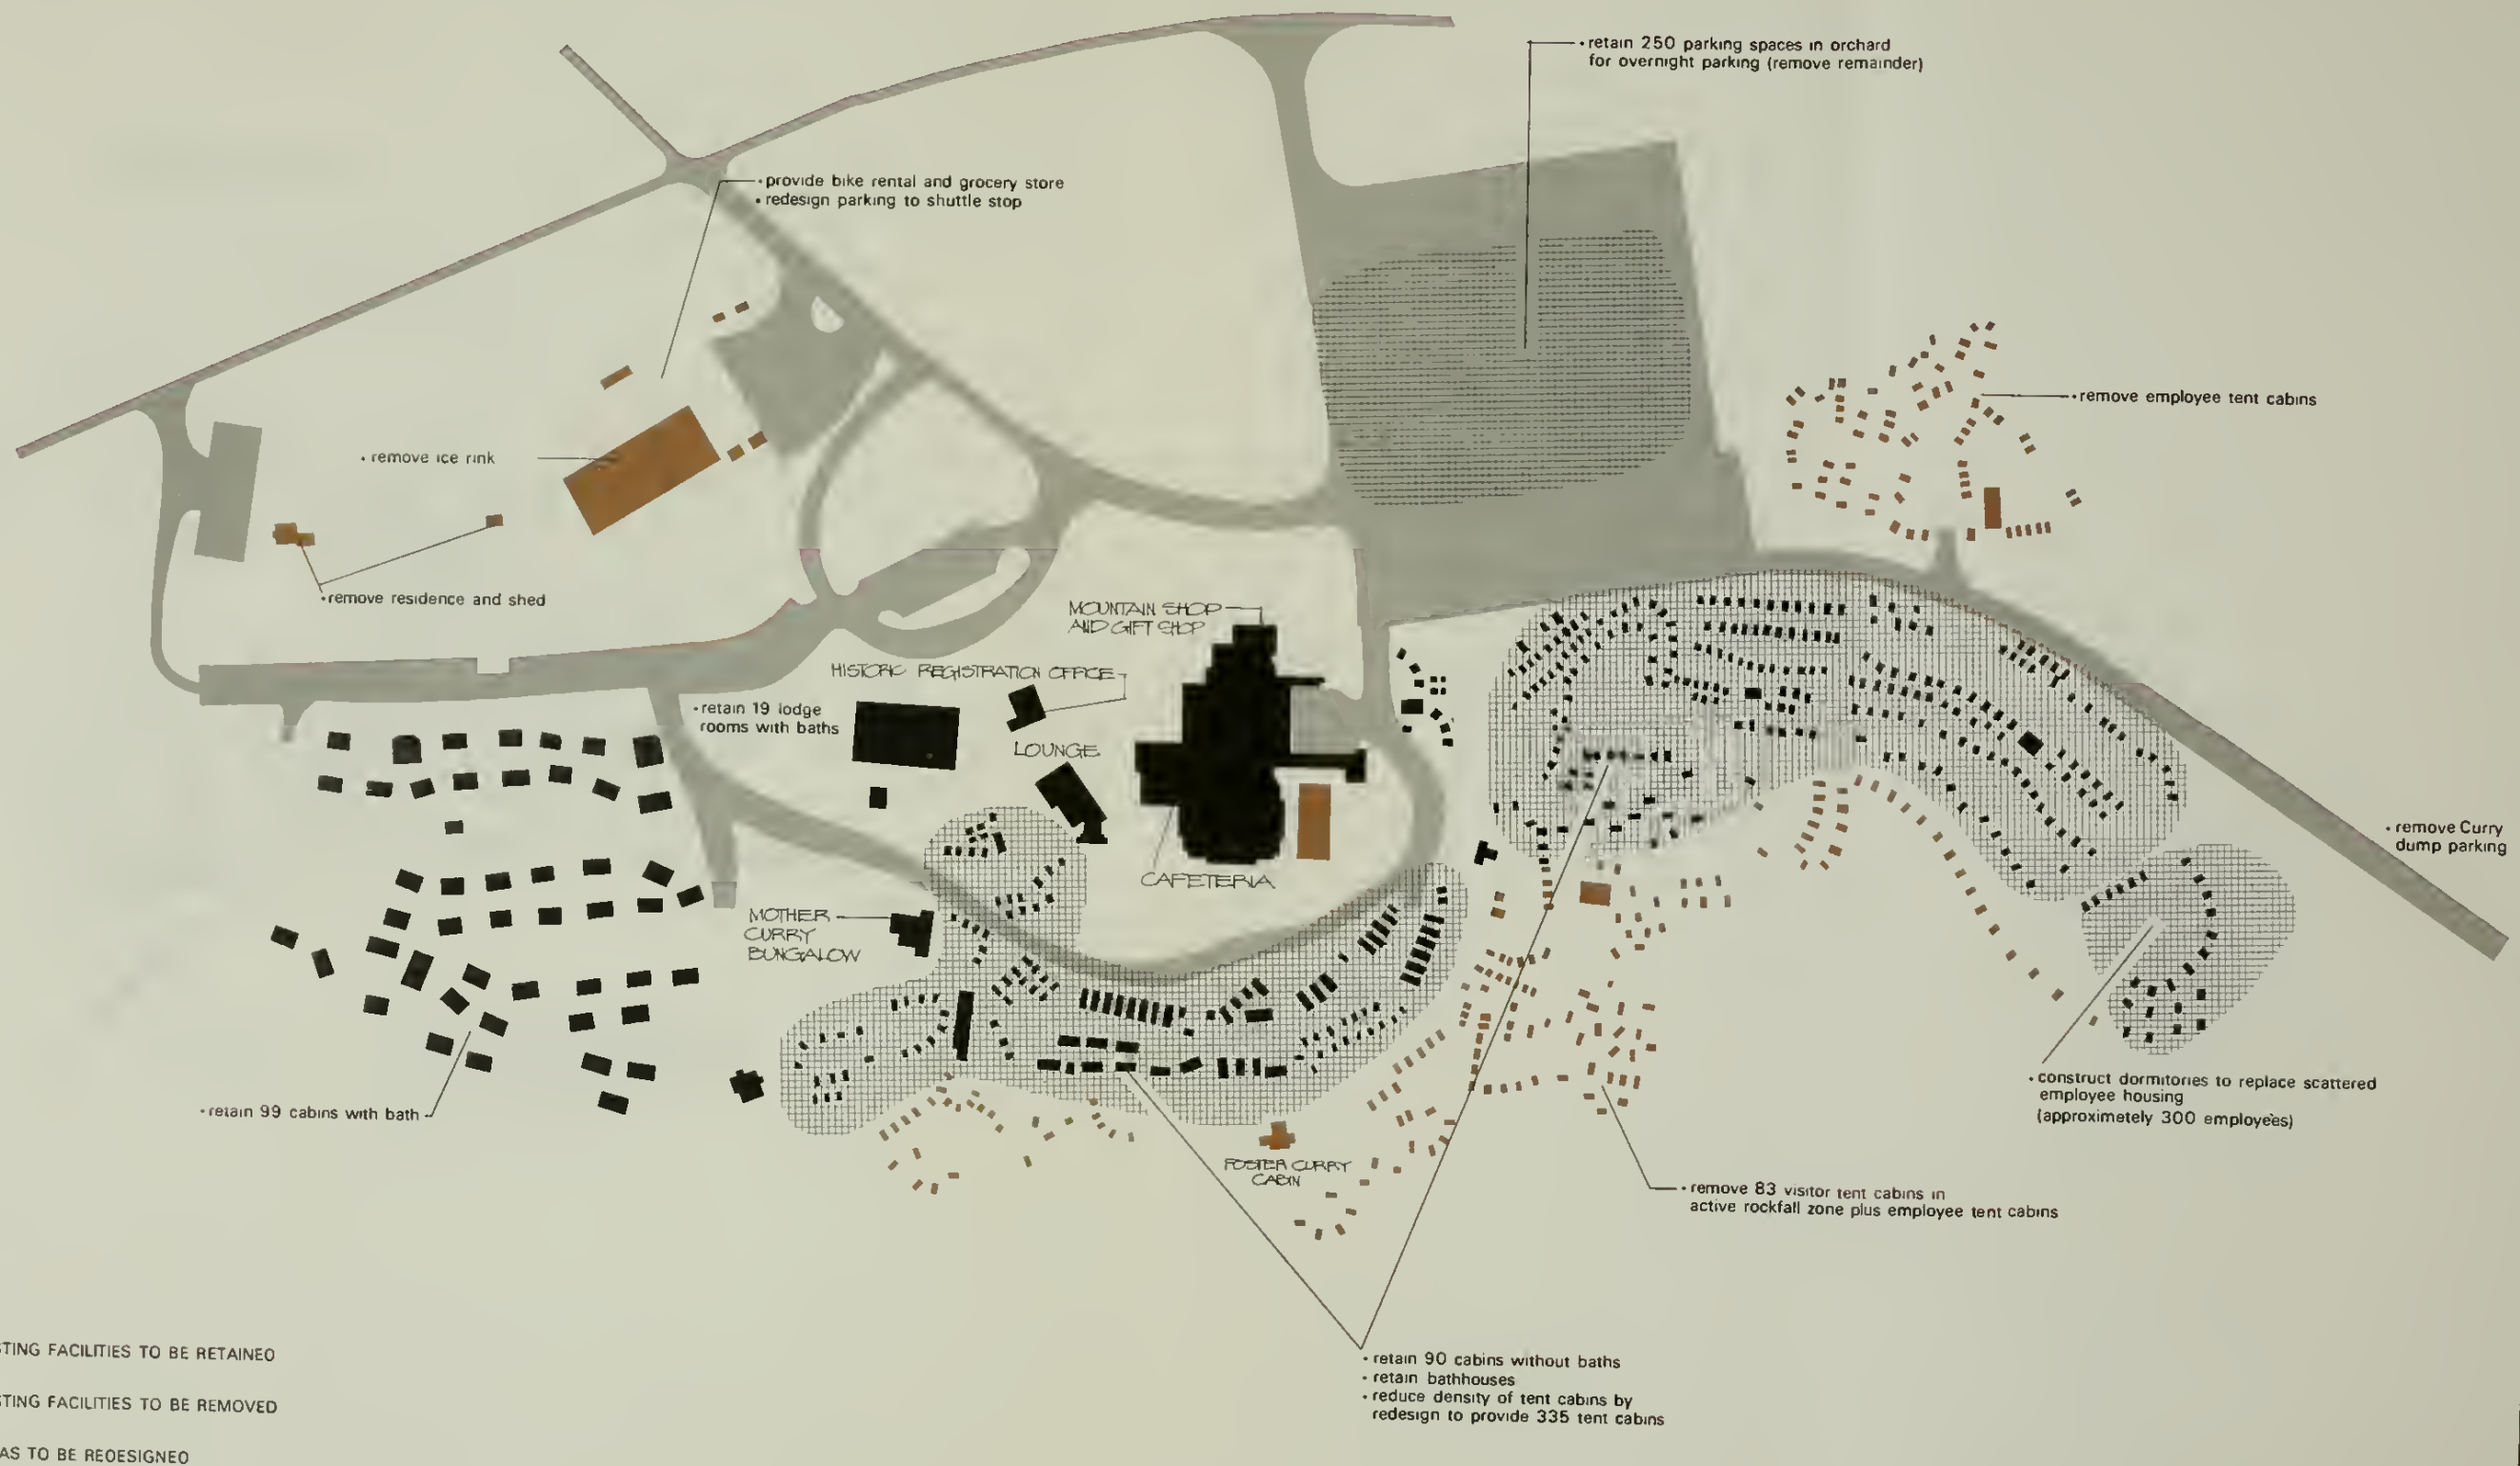 • retain 250 parking spaces in orchard
for overnight parking (remove remainder)
• provide bike rental and grocery store
• redesign parking to shuttle stop
• remove employee tent cabins
• remove ice rink
• remove residence and shed
MOUNTAIN SHOP
AND GIFT SHOP
HISTORIC REGISTRATION OFFICE
• retain 19 lodge
rooms with baths
LOUNGE
• remove Curry
dump parking
CAFETERIA
MOTHER
CURRY
BUNGALOW
• construct dormitories to replace scattered
employee housing
(approximately 300 employees)
• retain 99 cabins with bath
FOSTER CURRY
CABIN
• remove 83 visitor tent cabins in
active rockfall zone plus employee tent cabins
• retain 90 cabins without baths
• retain bathhouses
• reduce density of tent cabins by
redesign to provide 335 tent cabins
STING FACILITIES TO BE RETAINED
STING FACILITIES TO BE REMOVED
AS TO BE REDESIGNED